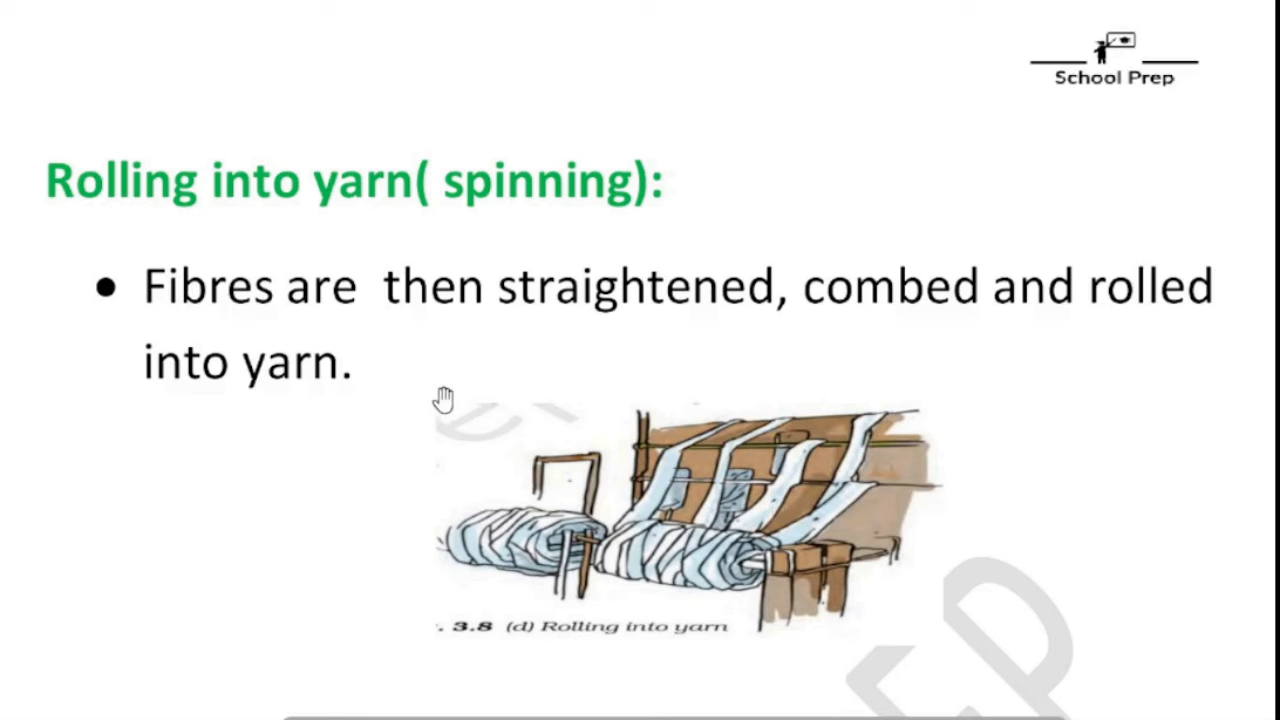 School Prep
Rolling into yarn( spinning):
Fibres are then straightened, combed and rolled
into yarn.
. 3.8 (d) Rolling into yarn